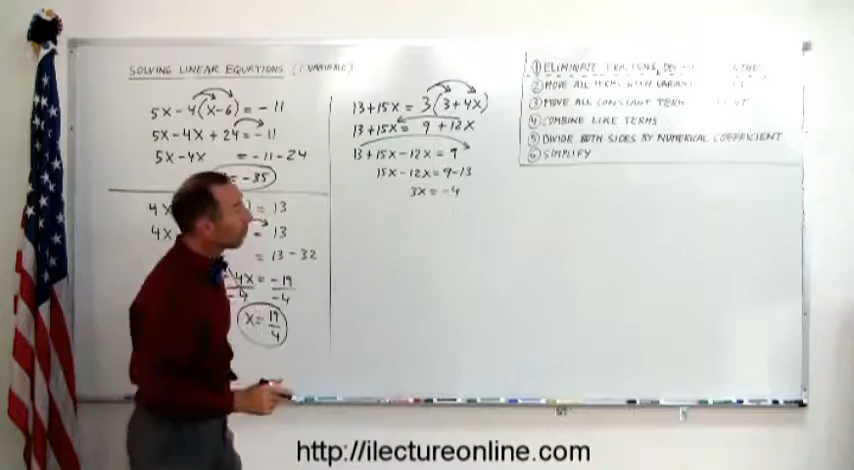 SOLVING LINEAR EQUATIONS (1 VARIABLE)
5X - 4(X-6) = -11
5X - 4X + 24 = -11
5X - 4X = -11 - 24
= -35
4X = 13
4X = 13
= 13 - 32
-4X = -19
-4 -4
X = 19
4
13 + 15X = 3(3 + 4X)
13 + 15X = 9 + 12X
13 + 15X - 12X = 9
15X - 12X = 9 - 13
3X = -4
① ELIMINATE
② MOVE ALL TERMS WITH
③ MOVE ALL CONSTANT TERM
④ COMBINE LIKE TERMS
⑤ DIVIDE BOTH SIDES BY NUMERICAL COEFFICIENT
⑥ SIMPLIFY
http://ilectureonline.com